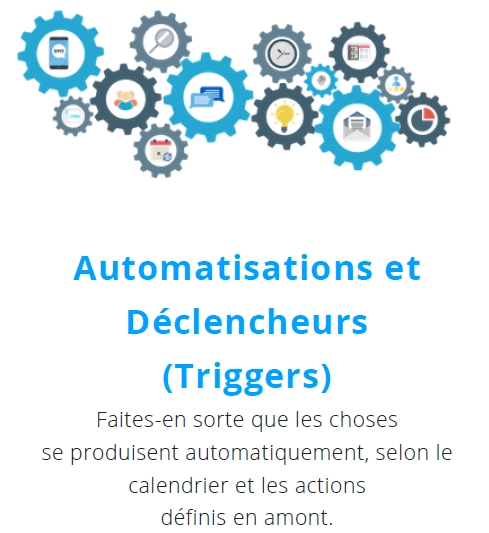 SMS
Automatisations et
Déclencheurs
(Triggers)
Faites-en sorte que les choses
se produisent automatiquement, selon le
calendrier et les actions
définis en amont.